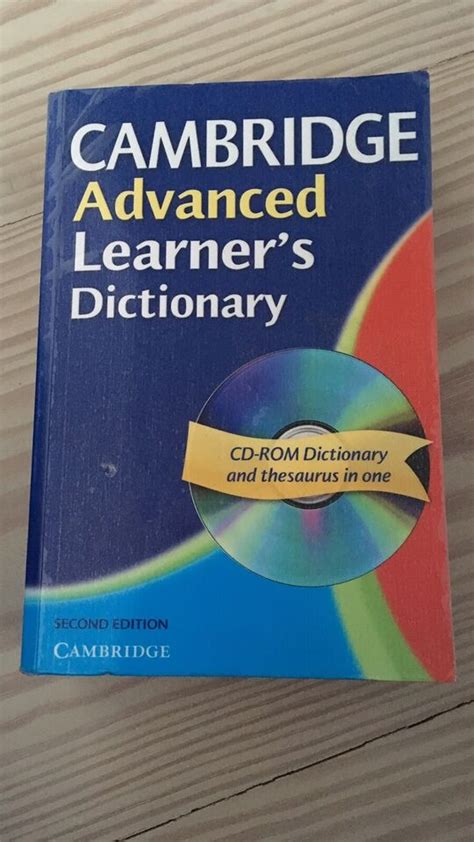 CAMBRIDGE
Advanced
Learner's
Dictionary
CD-ROM Dictionary
and thesaurus in one
SECOND EDITION
CAMBRIDGE